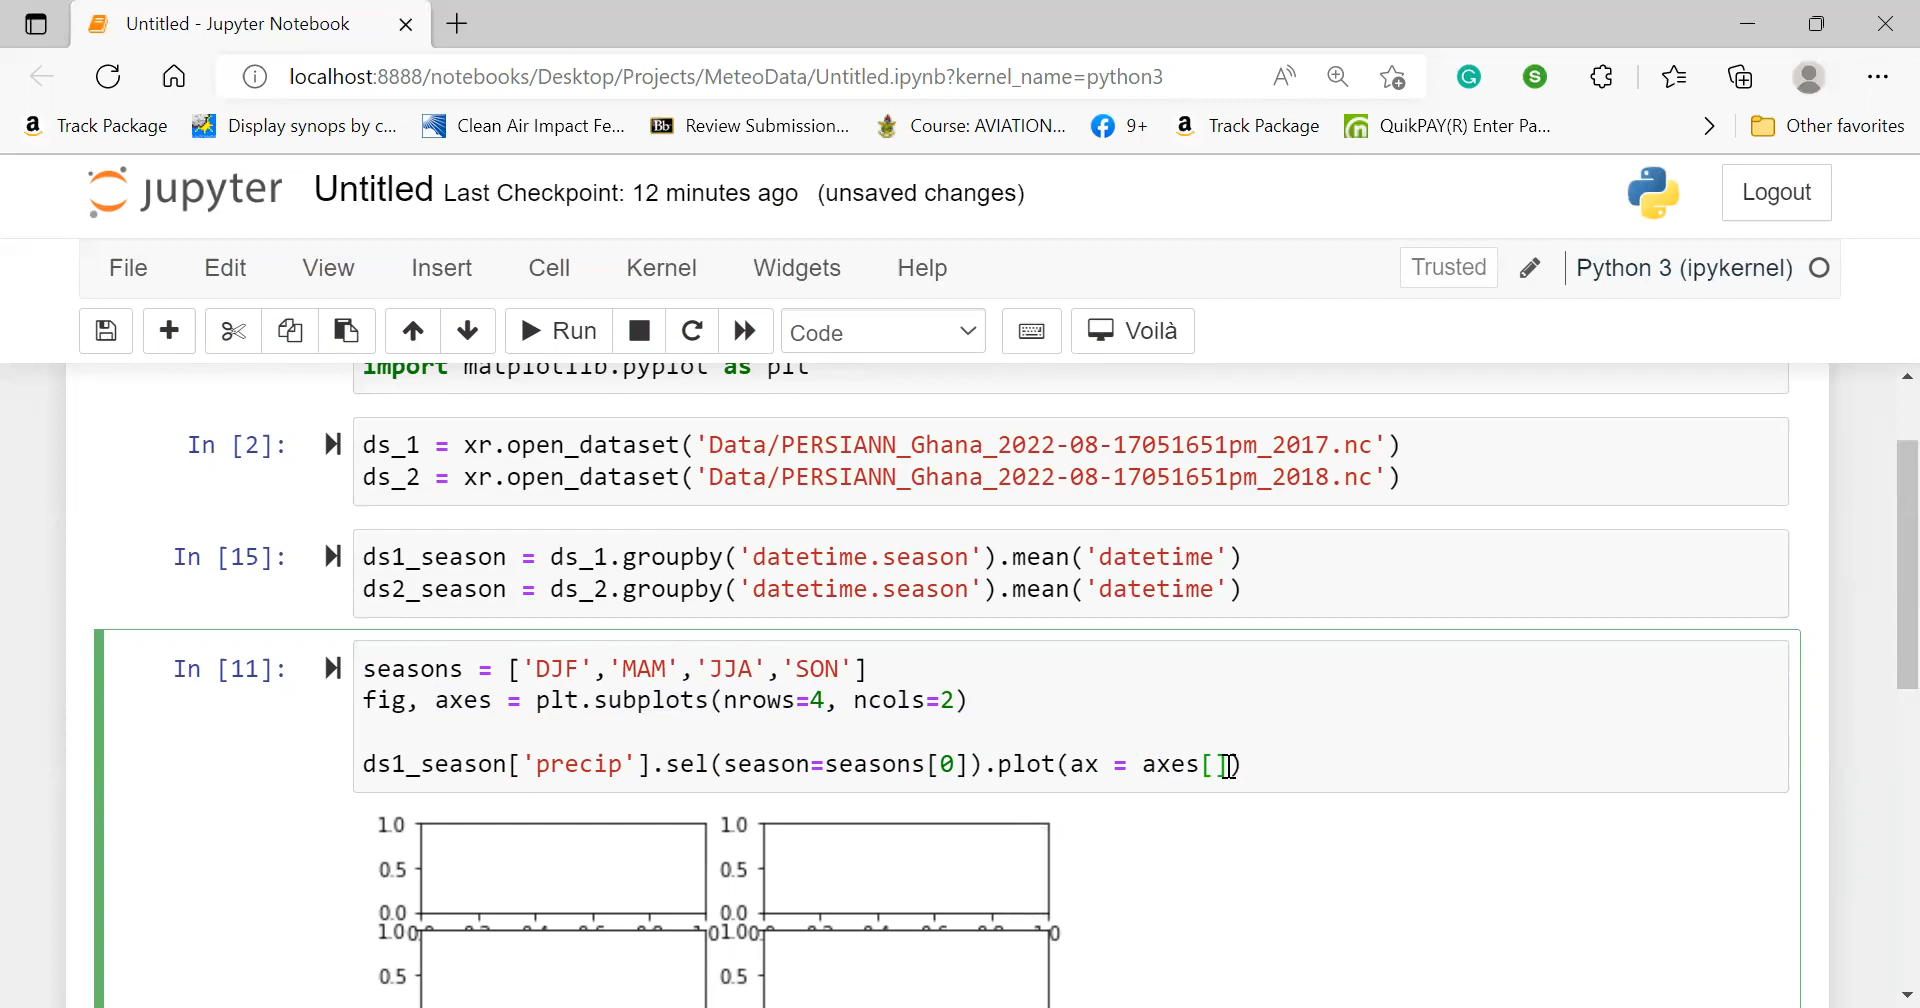 Untitled - Jupyter Notebook
localhost:8888/notebooks/Desktop/Projects/MeteoData/Untitled.ipynb?kernel_name=python3
a Track Package Display synops by c... Clean Air Impact Fe... Bb Review Submission... Course: AVIATION... 9+ a Track Package QuikPAY(R) Enter Pa... Other favorites
jupyter Untitled Last Checkpoint: 12 minutes ago (unsaved changes) Logout
File Edit View Insert Cell Kernel Widgets Help Trusted Python 3 (ipykernel)
Run Code Voilà
import matplotlib.pyplot as plt
In [2]: ds_1 = xr.open_dataset('Data/PERSIANN_Ghana_2022-08-17051651pm_2017.nc')
ds_2 = xr.open_dataset('Data/PERSIANN_Ghana_2022-08-17051651pm_2018.nc')
In [15]: ds1_season = ds_1.groupby('datetime.season').mean('datetime')
ds2_season = ds_2.groupby('datetime.season').mean('datetime')
In [11]: seasons = ['DJF','MAM','JJA','SON']
fig, axes = plt.subplots(nrows=4, ncols=2)
ds1_season['precip'].sel(season=seasons[0]).plot(ax = axes[])
1.0 1.0
0.5 0.5
0.0 0.0
0.5 0.5